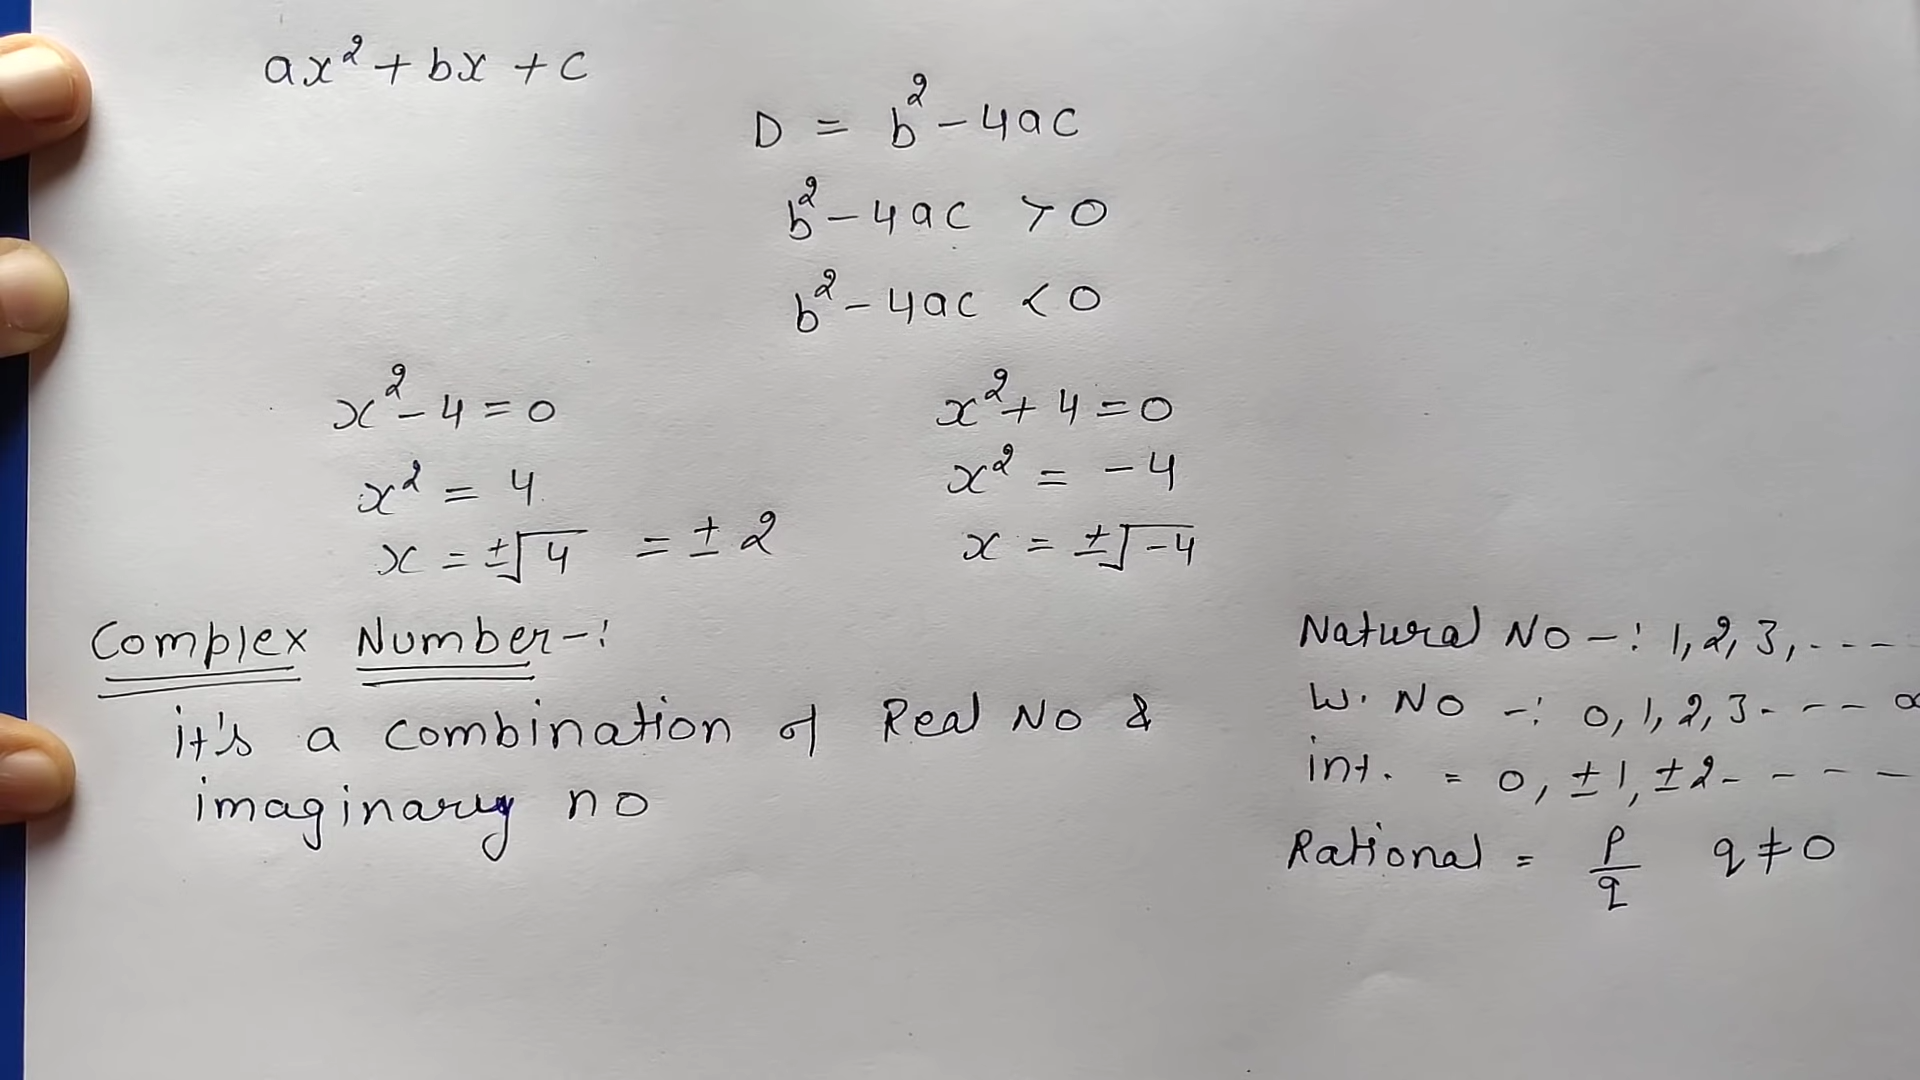 ax² + bx + c
D = b² - 4ac
b² - 4ac > 0
b² - 4ac < 0
x² - 4 = 0
x² = 4
x = ±√4 = ± 2
x² + 4 = 0
x² = -4
x = ±√-4
Complex Number-:
it's a combination of Real No &
imaginary no
Natural No -: 1, 2, 3, ----
W. No -: 0, 1, 2, 3 - - - ∞
int. = 0, ±1, ±2 - - - - -
Rational = p/q q ≠ 0